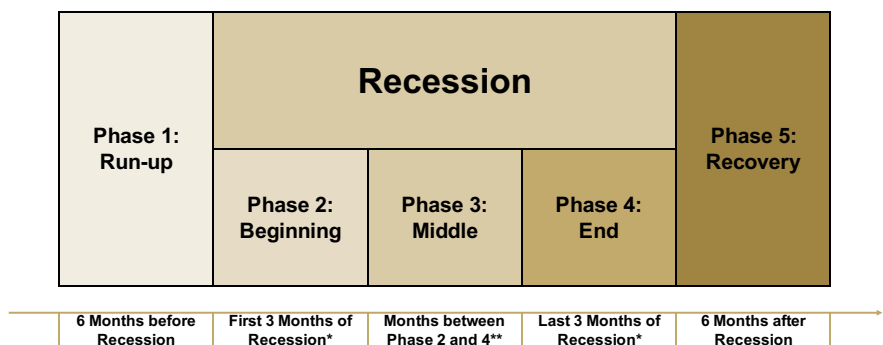 Recession
Phase 1:
Run-up
Phase 5:
Recovery
Phase 2:
Beginning
Phase 3:
Middle
Phase 4:
End
6 Months before
Recession
First 3 Months of
Recession*
Months between
Phase 2 and 4**
Last 3 Months of
Recession*
6 Months after
Recession